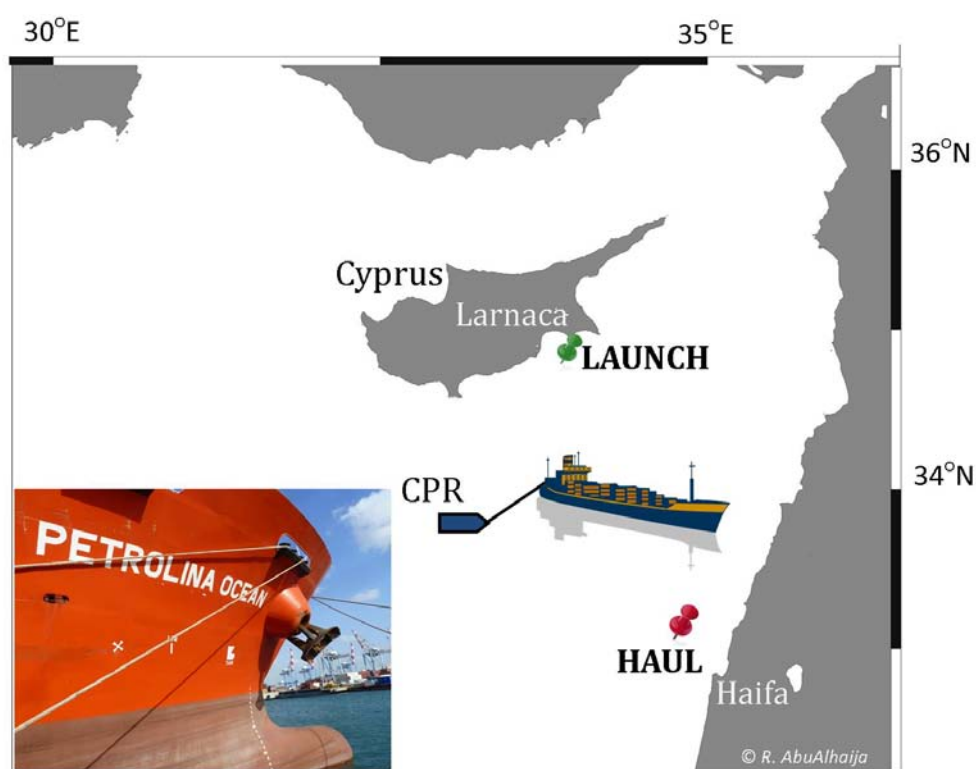 30°E
35°E
36°N
Cyprus
Larnaca
LAUNCH
34°N
CPR
PETROLINA OCEAN
HAUL
Haifa
© R. AbuAlhaija